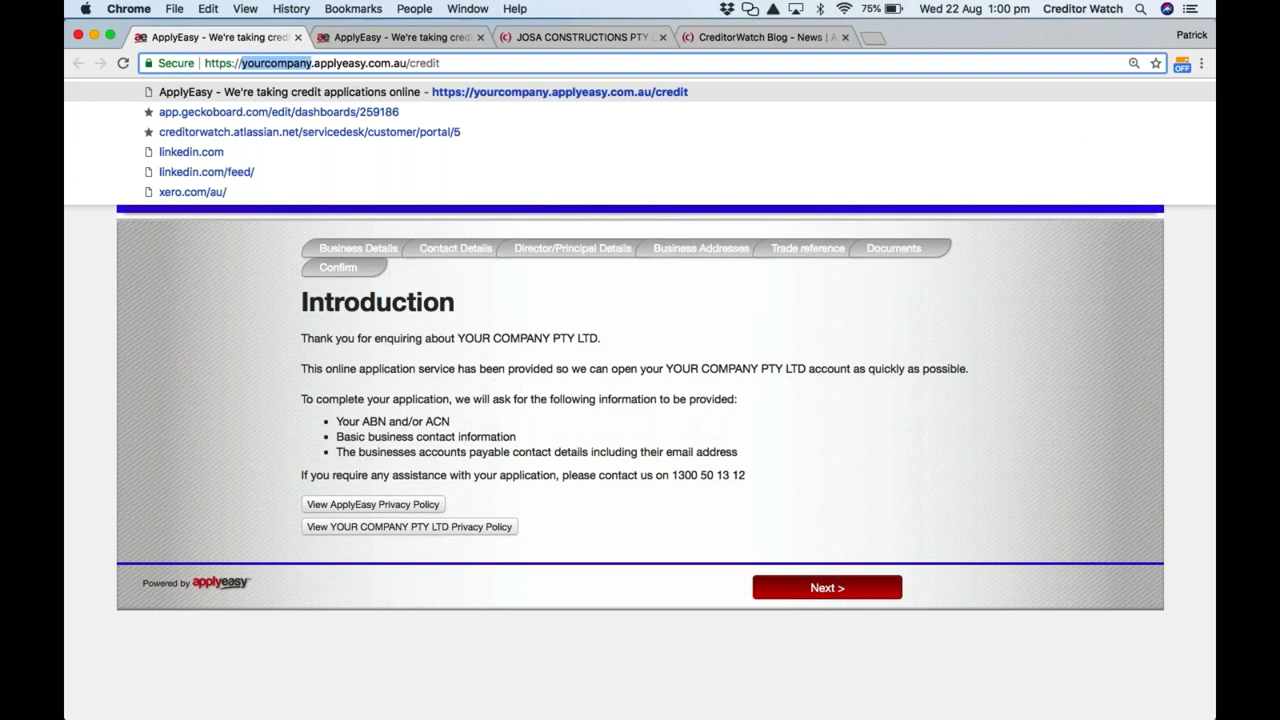 Chrome File Edit View History Bookmarks People Window Help 75% Wed 22 Aug 1:00 pm Creditor Watch
ApplyEasy - We're taking cred × ApplyEasy - We're taking cred × JOSA CONSTRUCTIONS PTY L × CreditorWatch Blog - News | A × Patrick
Secure | https://yourcompany.applyeasy.com.au/credit OFF
ApplyEasy - We're taking credit applications online - https://yourcompany.applyeasy.com.au/credit
app.geckoboard.com/edit/dashboards/259186
creditorwatch.atlassian.net/servicedesk/customer/portal/5
linkedin.com
linkedin.com/feed/
xero.com/au/
Business Details Contact Details Director/Principal Details Business Addresses Trade reference Documents
Confirm
Introduction
Thank you for enquiring about YOUR COMPANY PTY LTD.
This online application service has been provided so we can open your YOUR COMPANY PTY LTD account as quickly as possible.
To complete your application, we will ask for the following information to be provided:
• Your ABN and/or ACN
• Basic business contact information
• The businesses accounts payable contact details including their email address
If you require any assistance with your application, please contact us on 1300 50 13 12
View ApplyEasy Privacy Policy
View YOUR COMPANY PTY LTD Privacy Policy
Powered by applyeasy
Next >